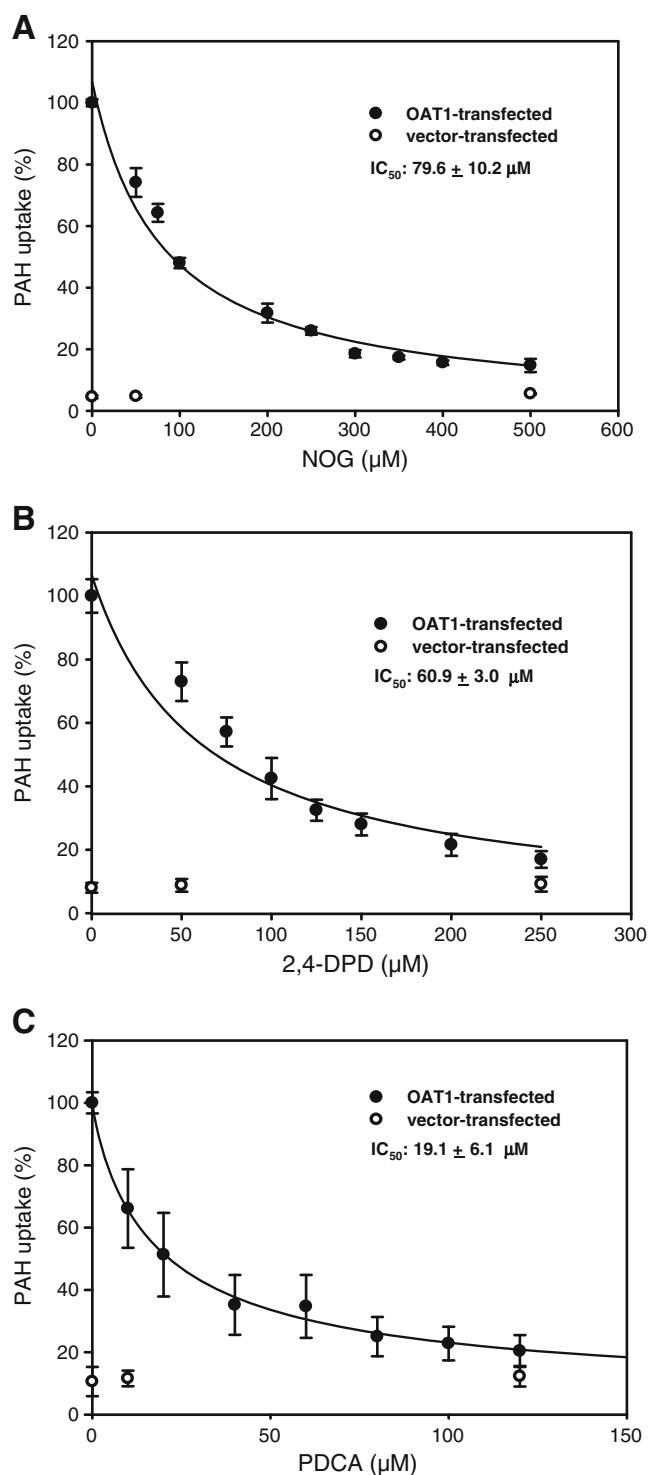 A
120
100
80
60
40
20
0
PAH uptake (%)
OAT1-transfected
vector-transfected
IC50: 79.6 ± 10.2 µM
0 100 200 300 400 500 600
NOG (µM)
B
120
100
80
60
40
20
0
PAH uptake (%)
OAT1-transfected
vector-transfected
IC50: 60.9 ± 3.0 µM
0 50 100 150 200 250 300
2,4-DPD (µM)
C
120
100
80
60
40
20
0
PAH uptake (%)
OAT1-transfected
vector-transfected
IC50: 19.1 ± 6.1 µM
0 50 100 150
PDCA (µM)